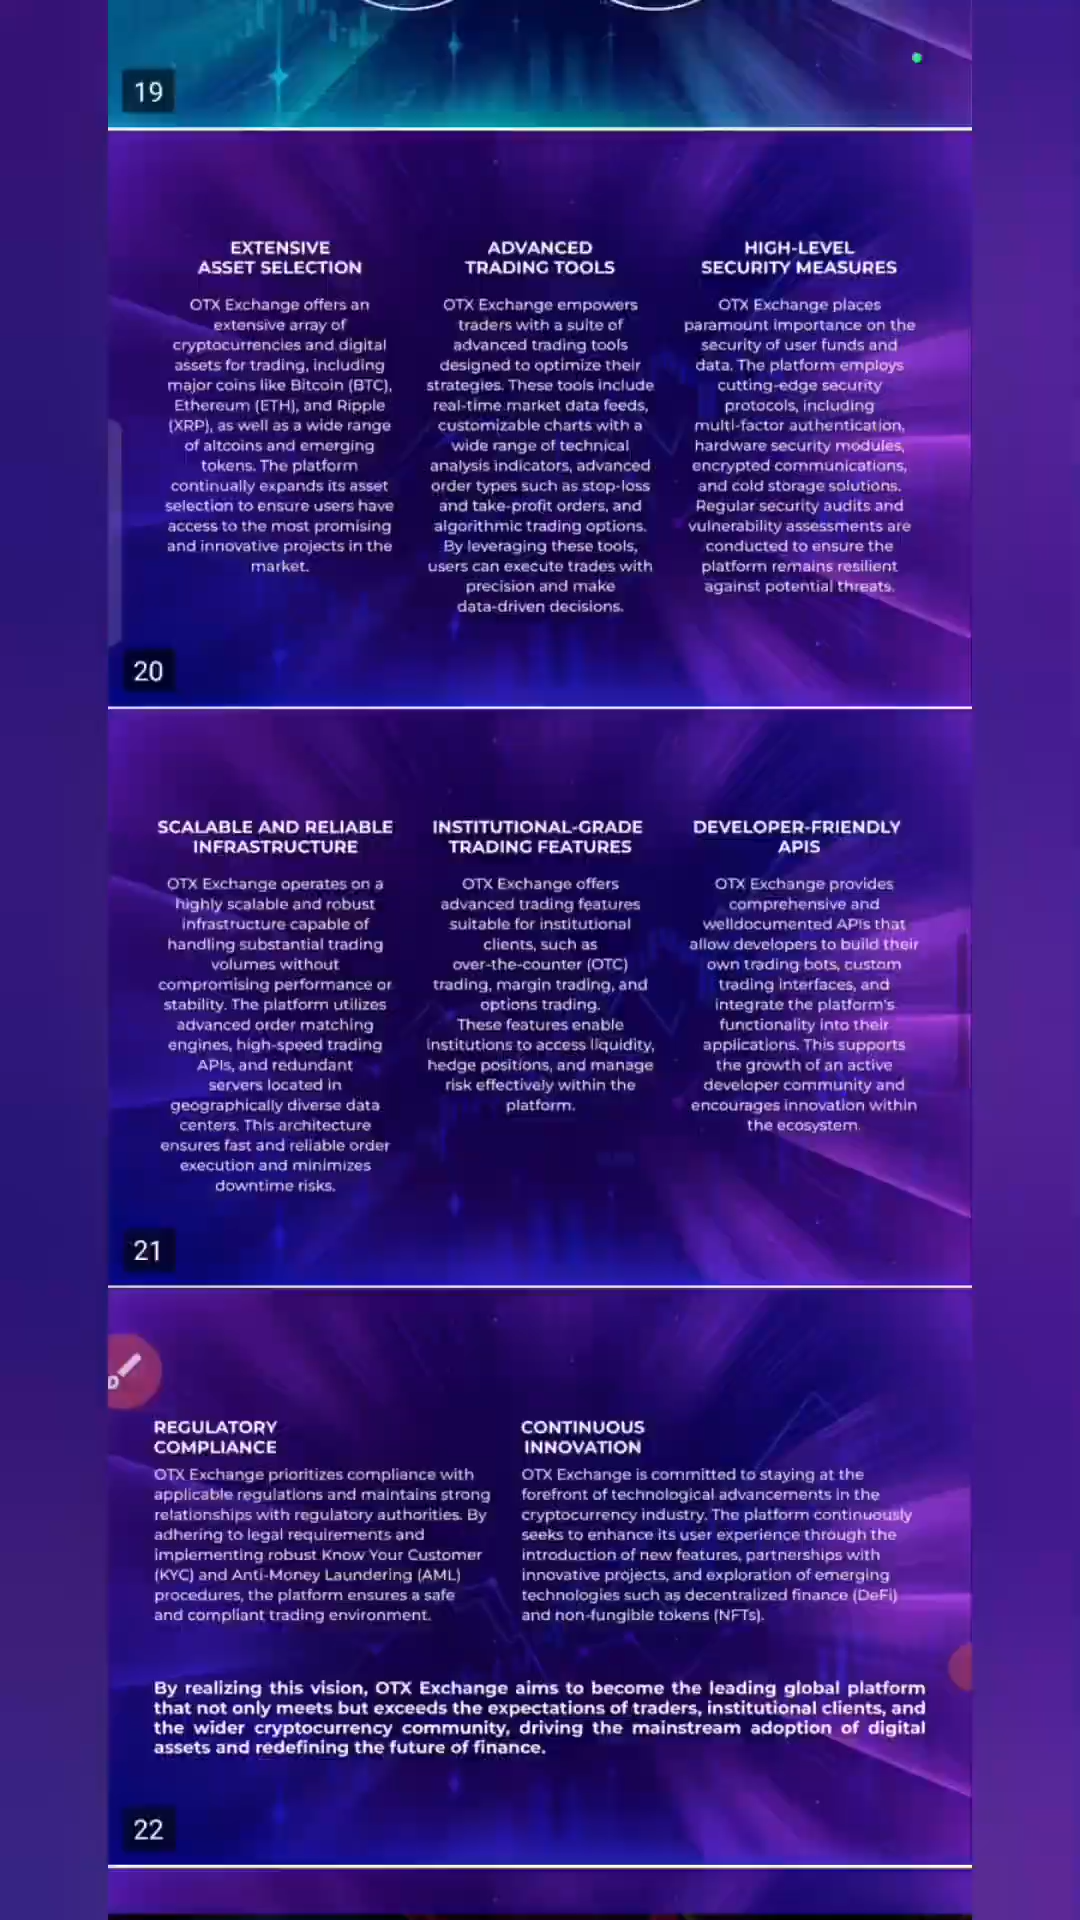 19
EXTENSIVE
ASSET SELECTION
OTX Exchange offers an
extensive array of
cryptocurrencies and digital
assets for trading, including
major coins like Bitcoin (BTC),
Ethereum (ETH), and Ripple
(XRP), as well as a wide range
of altcoins and emerging
tokens. The platform
continually expands its asset
selection to ensure users have
access to the most promising
and innovative projects in the
market.
ADVANCED
TRADING TOOLS
OTX Exchange empowers
traders with a suite of
advanced trading tools
designed to optimize their
strategies. These tools include
real-time market data feeds,
customizable charts with a
wide range of technical
analysis indicators, advanced
order types such as stop-loss
and take-profit orders, and
algorithmic trading options.
By leveraging these tools,
users can execute trades with
precision and make
data-driven decisions.
HIGH-LEVEL
SECURITY MEASURES
OTX Exchange places
paramount importance on the
security of user funds and
data. The platform employs
cutting-edge security
protocols, including
multi-factor authentication,
hardware security modules,
encrypted communications,
and cold storage solutions.
Regular security audits and
vulnerability assessments are
conducted to ensure the
platform remains resilient
against potential threats.
20
SCALABLE AND RELIABLE
INFRASTRUCTURE
OTX Exchange operates on a
highly scalable and robust
infrastructure capable of
handling substantial trading
volumes without
compromising performance or
stability. The platform utilizes
advanced order matching
engines, high-speed trading
APIs, and redundant
servers located in
geographically diverse data
centers. This architecture
ensures fast and reliable order
execution and minimizes
downtime risks.
INSTITUTIONAL-GRADE
TRADING FEATURES
OTX Exchange offers
advanced trading features
suitable for institutional
clients, such as
over-the-counter (OTC)
trading, margin trading, and
options trading.
These features enable
institutions to access liquidity,
hedge positions, and manage
risk effectively within the
platform.
DEVELOPER-FRIENDLY
APIS
OTX Exchange provides
comprehensive and
welldocumented APIs that
allow developers to build their
own trading bots, custom
trading interfaces, and
integrate the platform's
functionality into their
applications. This supports
the growth of an active
developer community and
encourages innovation within
the ecosystem.
21
REGULATORY
COMPLIANCE
OTX Exchange prioritizes compliance with
applicable regulations and maintains strong
relationships with regulatory authorities. By
adhering to legal requirements and
implementing robust Know Your Customer
(KYC) and Anti-Money Laundering (AML)
procedures, the platform ensures a safe
and compliant trading environment.
CONTINUOUS
INNOVATION
OTX Exchange is committed to staying at the
forefront of technological advancements in the
cryptocurrency industry. The platform continuously
seeks to enhance its user experience through the
introduction of new features, partnerships with
innovative projects, and exploration of emerging
technologies such as decentralized finance (DeFi)
and non-fungible tokens (NFTs).
By realizing this vision, OTX Exchange aims to become the leading global platform
that not only meets but exceeds the expectations of traders, institutional clients, and
the wider cryptocurrency community, driving the mainstream adoption of digital
assets and redefining the future of finance.
22